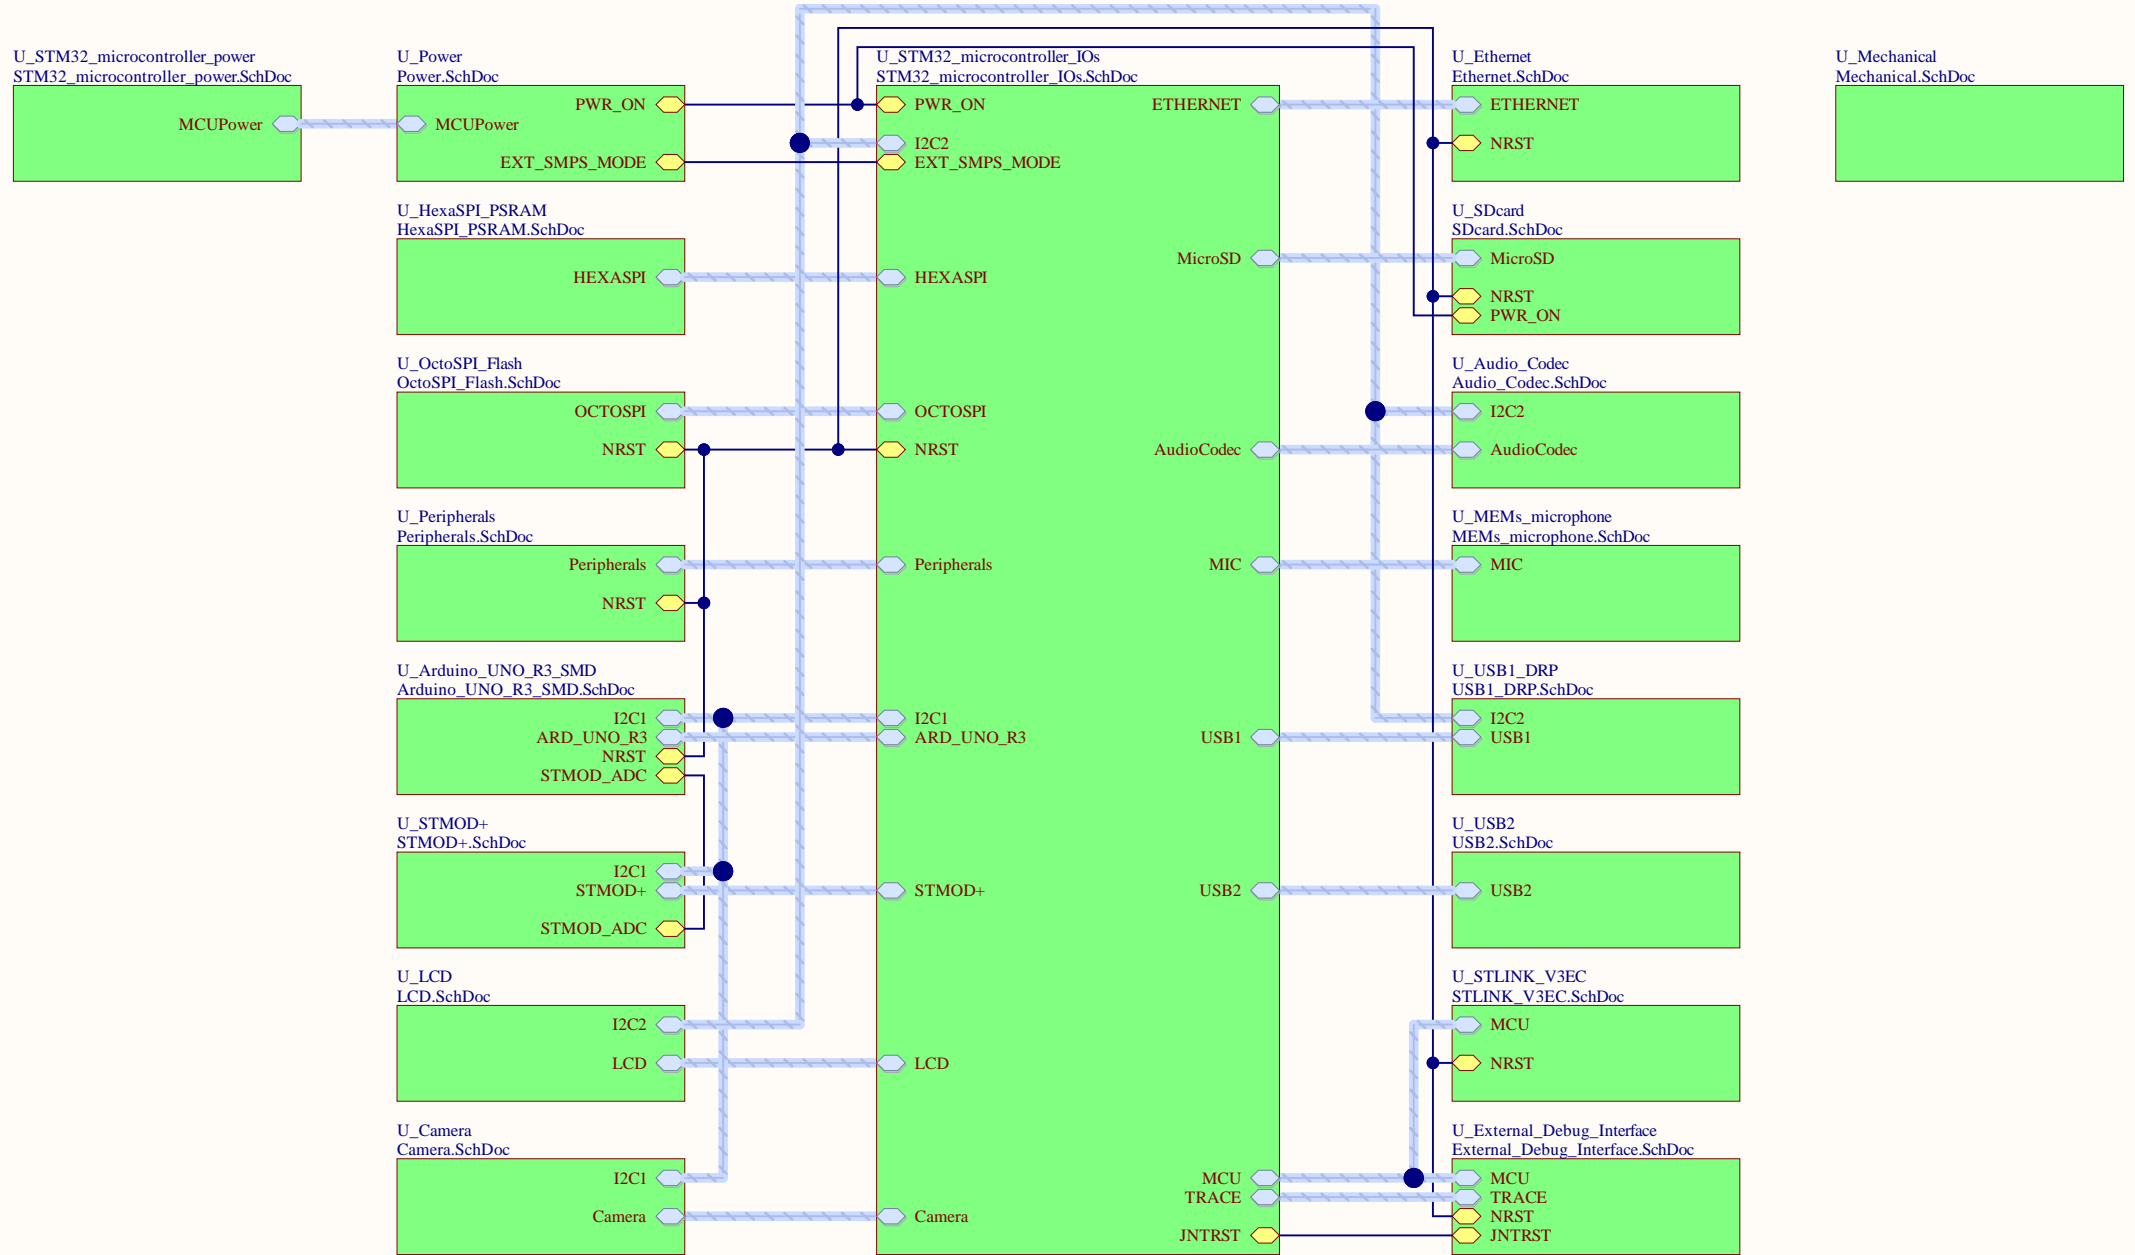 U_STM32_microcontroller_power
STM32_microcontroller_power.SchDoc
MCUPower
U_Power
Power.SchDoc
PWR_ON
MCUPower
EXT_SMPS_MODE
U_HexaSPI_PSRAM
HexaSPI_PSRAM.SchDoc
HEXASPI
U_OctoSPI_Flash
OctoSPI_Flash.SchDoc
OCTOSPI
NRST
U_Peripherals
Peripherals.SchDoc
Peripherals
NRST
U_Arduino_UNO_R3_SMD
Arduino_UNO_R3_SMD.SchDoc
I2C1
ARD_UNO_R3
NRST
STMOD_ADC
U_STMOD+
STMOD+.SchDoc
I2C1
STMOD+
STMOD_ADC
U_LCD
LCD.SchDoc
I2C2
LCD
U_Camera
Camera.SchDoc
I2C1
Camera
U_STM32_microcontroller_IOs
STM32_microcontroller_IOs.SchDoc
PWR_ON
I2C2
EXT_SMPS_MODE
HEXASPI
OCTOSPI
NRST
Peripherals
I2C1
ARD_UNO_R3
STMOD+
LCD
Camera
ETHERNET
MicroSD
AudioCodec
MIC
USB1
USB2
MCU
TRACE
JNTRST
U_Ethernet
Ethernet.SchDoc
ETHERNET
NRST
U_SDcard
SDcard.SchDoc
MicroSD
NRST
PWR_ON
U_Audio_Codec
Audio_Codec.SchDoc
I2C2
AudioCodec
U_MEMs_microphone
MEMs_microphone.SchDoc
MIC
U_USB1_DRP
USB1_DRP.SchDoc
I2C2
USB1
U_USB2
USB2.SchDoc
USB2
U_STLINK_V3EC
STLINK_V3EC.SchDoc
MCU
NRST
U_External_Debug_Interface
External_Debug_Interface.SchDoc
MCU
TRACE
NRST
JNTRST
U_Mechanical
Mechanical.SchDoc